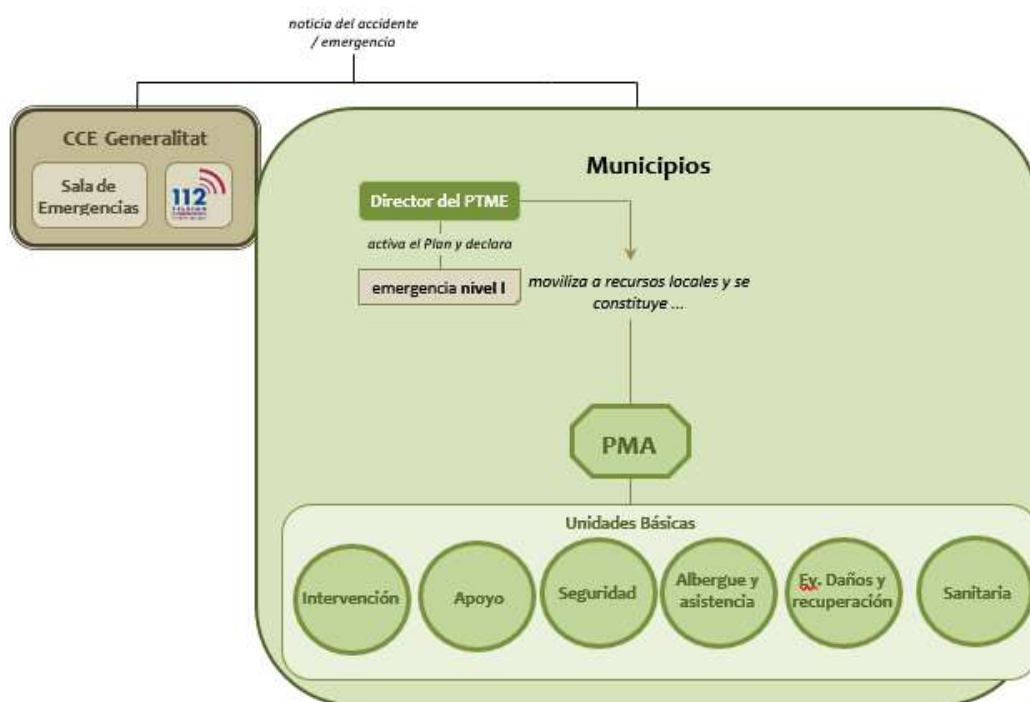 noticia del accidente
/ emergencia
CCE Generalitat
Sala de
Emergencias
112
Municipios
Director del PTME
activa el Plan y declara
emergencia nivel I
moviliza a recursos locales y se
constituye ...
PMA
Unidades Básicas
Intervención
Apoyo
Seguridad
Albergue y
asistencia
Ev. Daños y
recuperación
Sanitaria